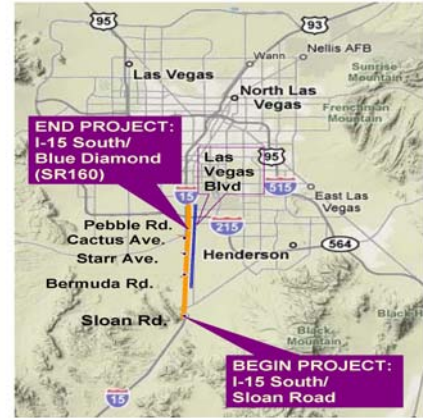 95
93
Nellis AFB
Wann
Las Vegas
Sunrise
Mountain
North Las
Vegas
Frenchman
Mountain
END PROJECT:
I-15 South/
Blue Diamond
(SR160)
Las
Vegas
Blvd
95
515
15
East Las
Vegas
Pebble Rd.
215
Cactus Ave.
Henderson
564
Starr Ave.
Bermuda Rd.
Sloan Rd.
Black
Mountain
Black H
BEGIN PROJECT:
I-15 South/
Sloan Road
15